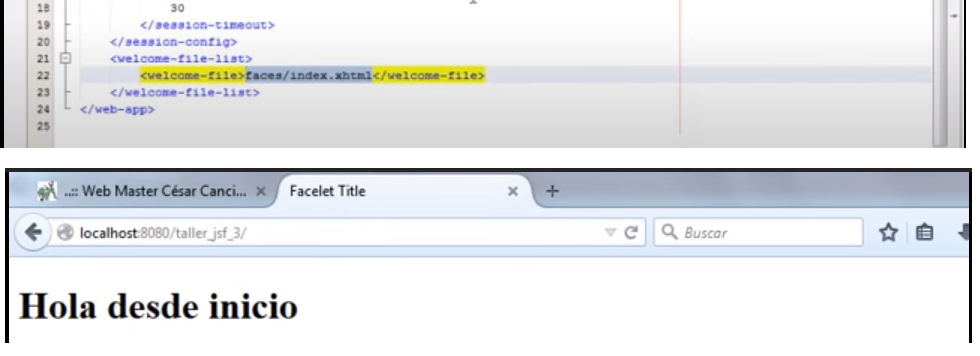 18 30
19 </session-timeout>
20 </session-config>
21 <welcome-file-list>
22 <welcome-file>faces/index.xhtml</welcome-file>
23 </welcome-file-list>
24 </web-app>
25
..:: Web Master César Canci... × Facelet Title × +
localhost:8080/taller_jsf_3/ Buscar
Hola desde inicio